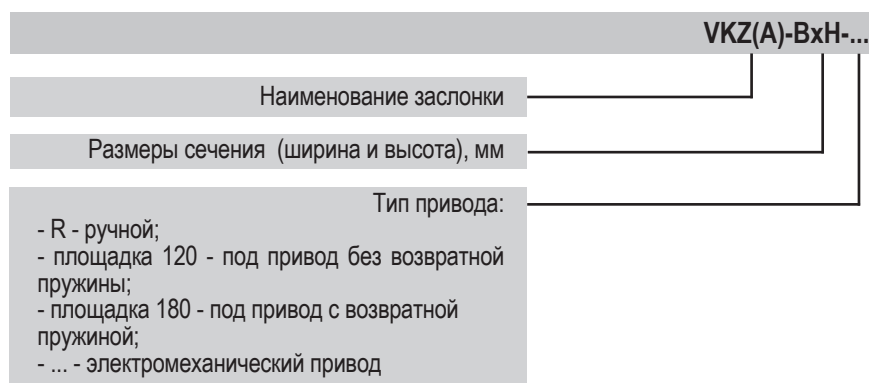 VKZ(A)-BxH-...
Наименование заслонки
Размеры сечения (ширина и высота), мм
Тип привода:
- R - ручной;
- площадка 120 - под привод без возвратной
пружины;
- площадка 180 - под привод с возвратной
пружиной;
- ... - электромеханический привод